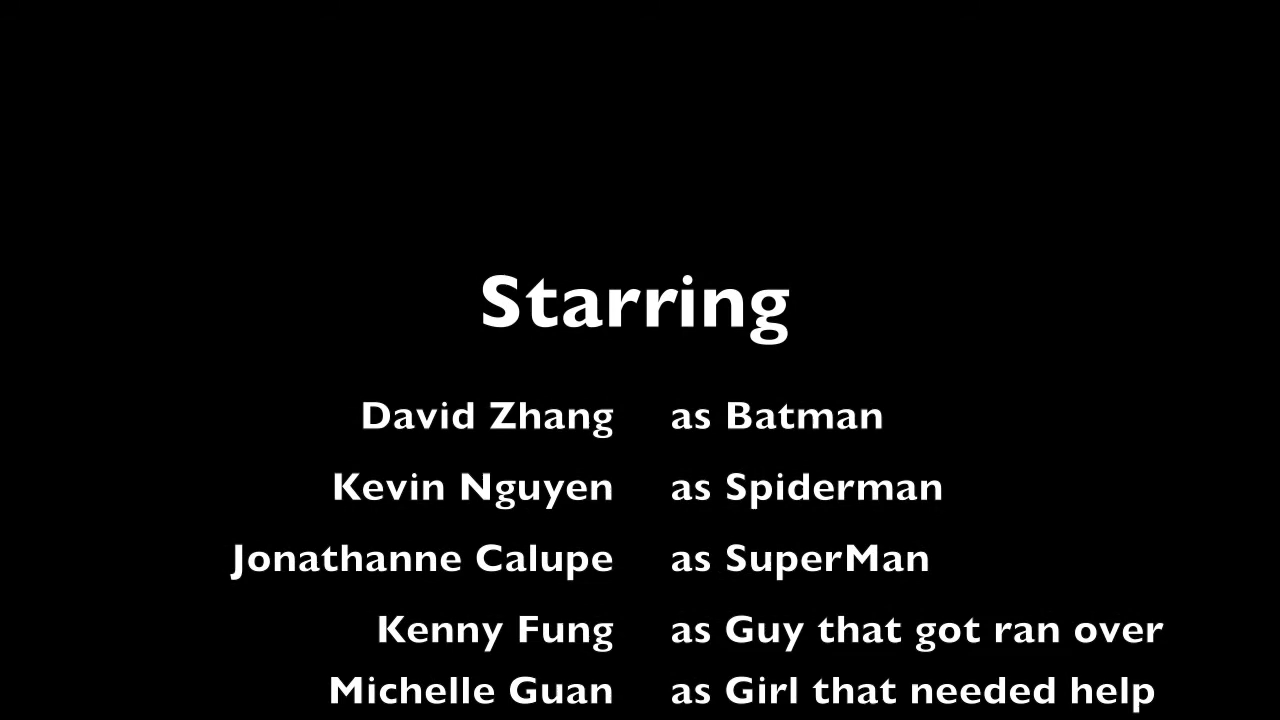 Starring
David Zhang as Batman
Kevin Nguyen as Spiderman
Jonathanne Calupe as SuperMan
Kenny Fung as Guy that got ran over
Michelle Guan as Girl that needed help